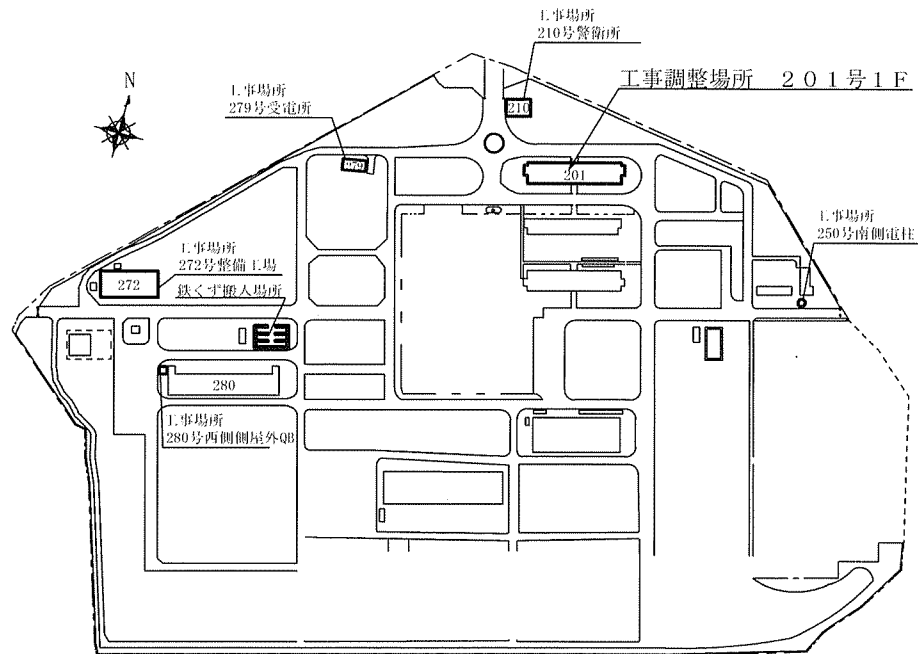 工事場所
210号警衛所
工事調整場所 201号1F
N
工事場所
279号受電所
210
279
201
工事場所
250号南側電柱
工事場所
272号整備工場
272
鉄くず搬入場所
280
工事場所
280号西側側屋外QB